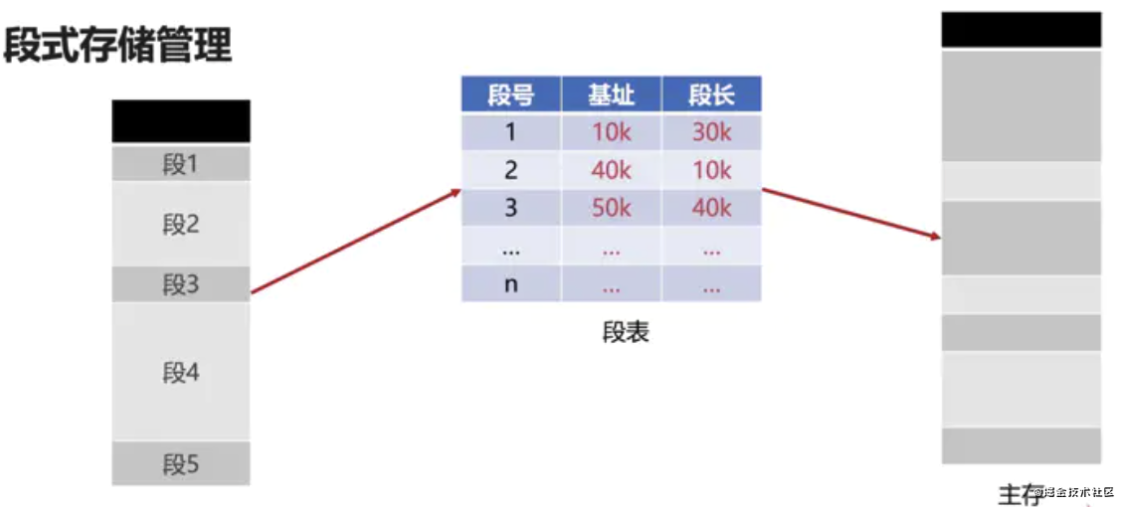 段式存储管理
段1
段2
段3
段4
段5
段号 基址 段长
1 10k 30k
2 40k 10k
3 50k 40k
... ... ...
n ... ...
段表
主存
@掘金技术社区